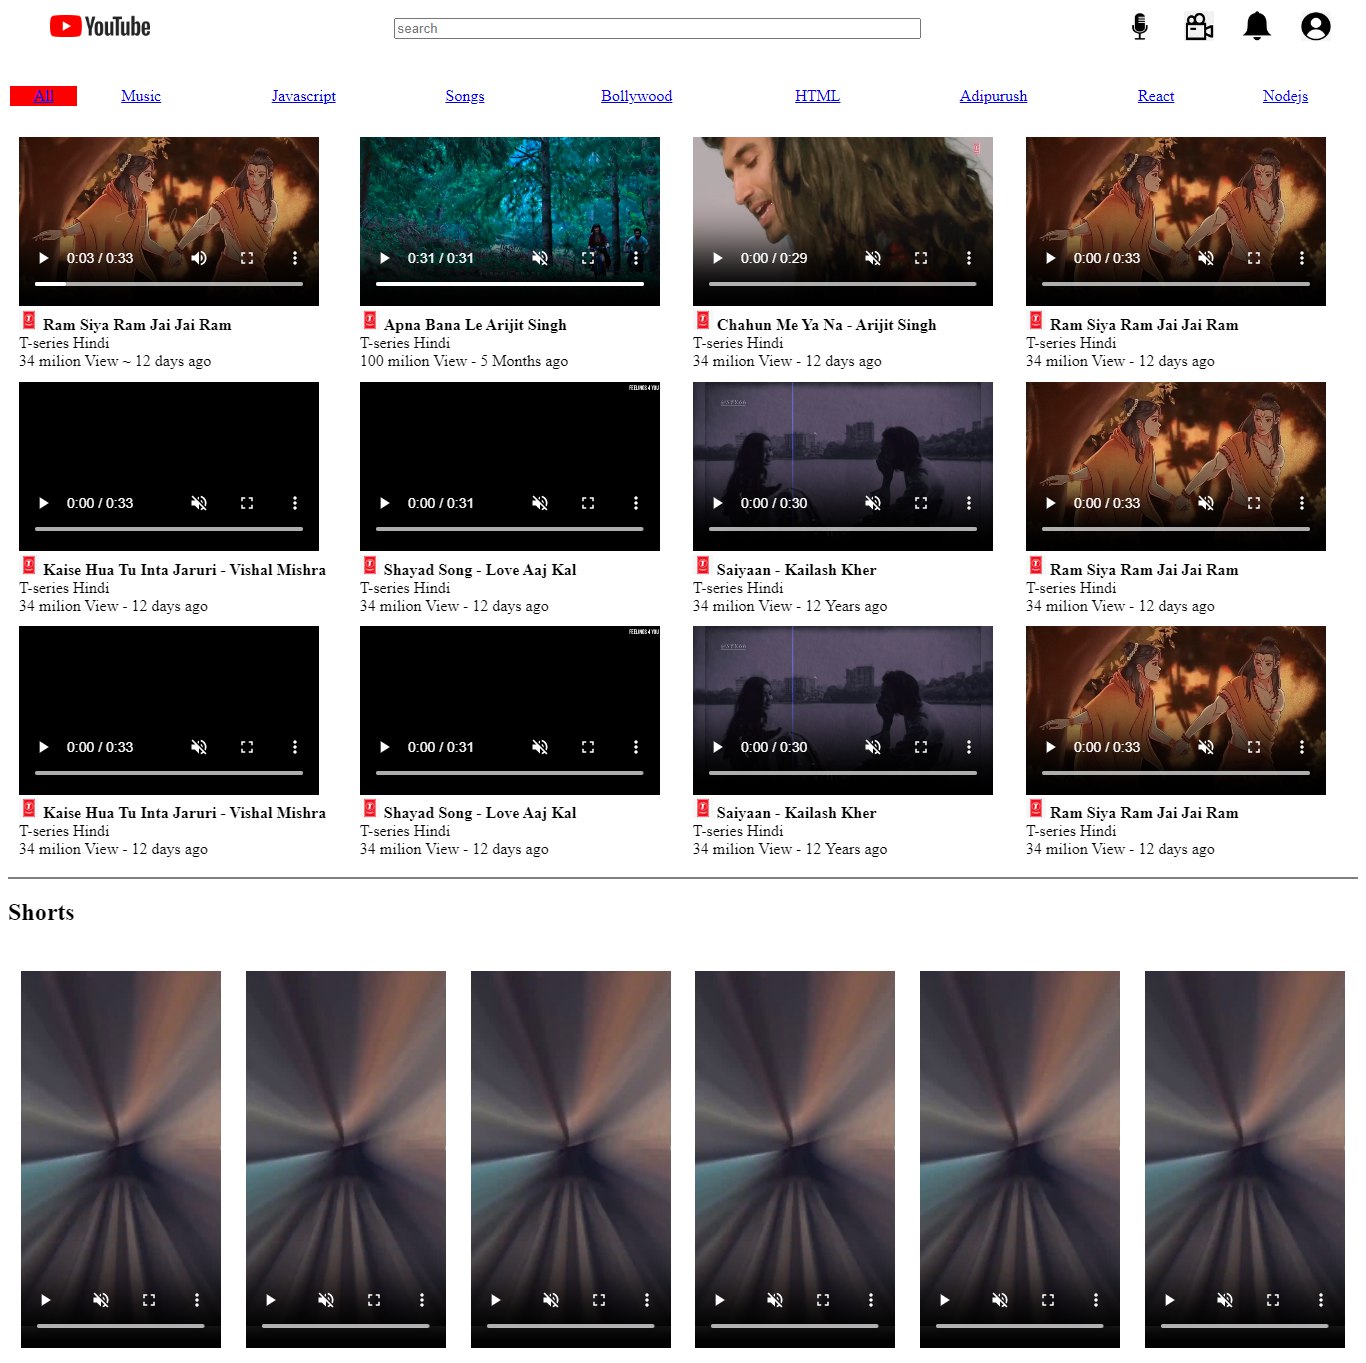 YouTube
search
All Music Javascript Songs Bollywood HTML Adipurush React Nodejs
0:03 / 0:33 0:31 / 0:31 0:00 / 0:29 0:00 / 0:33
Ram Siya Ram Jai Jai Ram Apna Bana Le Arijit Singh Chahun Me Ya Na - Arijit Singh Ram Siya Ram Jai Jai Ram
T-series Hindi T-series Hindi T-series Hindi T-series Hindi
34 milion View ~ 12 days ago 100 milion View - 5 Months ago 34 milion View - 12 days ago 34 milion View - 12 days ago
FEELINGS 4 YOU
0:00 / 0:33 0:00 / 0:31 0:00 / 0:30 0:00 / 0:33
Kaise Hua Tu Inta Jaruri - Vishal Mishra Shayad Song - Love Aaj Kal Saiyaan - Kailash Kher Ram Siya Ram Jai Jai Ram
T-series Hindi T-series Hindi T-series Hindi T-series Hindi
34 milion View - 12 days ago 34 milion View - 12 days ago 34 milion View - 12 Years ago 34 milion View - 12 days ago
FEELINGS 4 YOU
0:00 / 0:33 0:00 / 0:31 0:00 / 0:30 0:00 / 0:33
Kaise Hua Tu Inta Jaruri - Vishal Mishra Shayad Song - Love Aaj Kal Saiyaan - Kailash Kher Ram Siya Ram Jai Jai Ram
T-series Hindi T-series Hindi T-series Hindi T-series Hindi
34 milion View - 12 days ago 34 milion View - 12 days ago 34 milion View - 12 Years ago 34 milion View - 12 days ago
Shorts